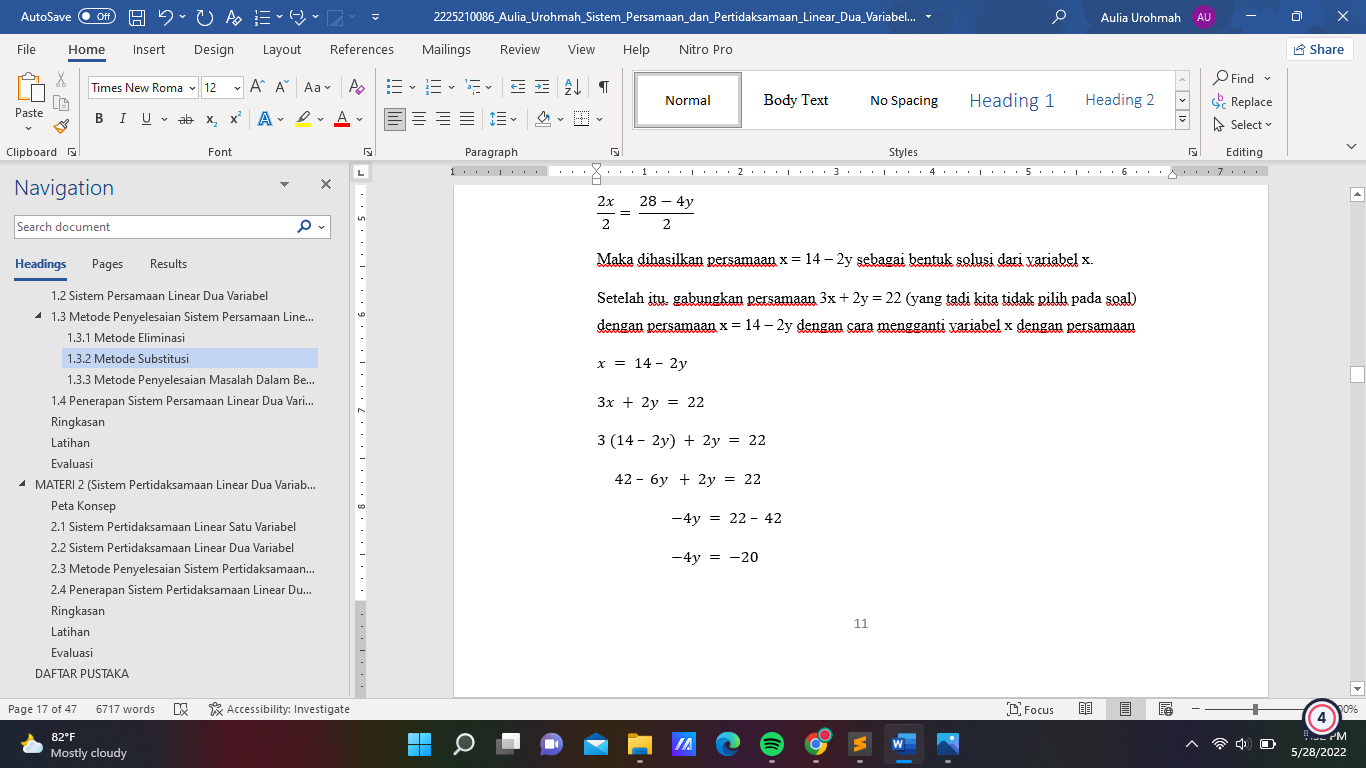 AutoSave Off 2225210086_Aulia_Urohmah_Sistem_Persamaan_dan_Pertidaksamaan_Linear_Dua_Variabel... Aulia Urohmah AU
File Home Insert Design Layout References Mailings Review View Help Nitro Pro Share
Paste
Times New Roma 12
Normal Body Text No Spacing Heading 1 Heading 2
Find
Replace
Select
Clipboard Font Paragraph Styles Editing
Navigation
Search document
Headings Pages Results
1.2 Sistem Persamaan Linear Dua Variabel
1.3 Metode Penyelesaian Sistem Persamaan Line...
1.3.1 Metode Eliminasi
1.3.2 Metode Substitusi
1.3.3 Metode Penyelesaian Masalah Dalam Be...
1.4 Penerapan Sistem Persamaan Linear Dua Vari...
Ringkasan
Latihan
Evaluasi
MATERI 2 (Sistem Pertidaksamaan Linear Dua Variab...
Peta Konsep
2.1 Sistem Pertidaksamaan Linear Satu Variabel
2.2 Sistem Pertidaksamaan Linear Dua Variabel
2.3 Metode Penyelesaian Sistem Pertidaksamaan...
2.4 Penerapan Sistem Pertidaksamaan Linear Du...
Ringkasan
Latihan
Evaluasi
DAFTAR PUSTAKA
2x/2 = 28 − 4y/2
Maka dihasilkan persamaan x = 14 – 2y sebagai bentuk solusi dari variabel x.
Setelah itu, gabungkan persamaan 3x + 2y = 22 (yang tadi kita tidak pilih pada soal)
dengan persamaan x = 14 – 2y dengan cara mengganti variabel x dengan persamaan
x = 14 – 2y
3x + 2y = 22
3 (14 – 2y) + 2y = 22
42 – 6y + 2y = 22
−4y = 22 – 42
−4y = −20
11
Page 17 of 47 6717 words Accessibility: Investigate Focus
4
82°F
Mostly cloudy
5/28/2022